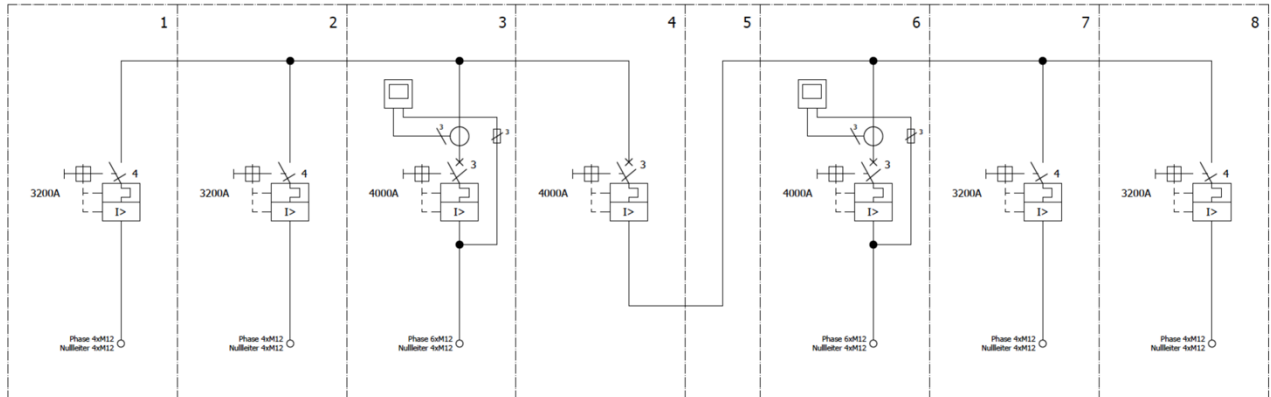 1
2
3
4
5
6
7
8
3
3
3
3
3200A
4
I>
3200A
4
I>
4000A
3
I>
4000A
3
I>
4000A
3
I>
3200A
4
I>
3200A
4
I>
Phase 4xM12
Nullleiter 4xM12
Phase 4xM12
Nullleiter 4xM12
Phase 6xM12
Nullleiter 4xM12
Phase 6xM12
Nullleiter 4xM12
Phase 4xM12
Nullleiter 4xM12
Phase 4xM12
Nullleiter 4xM12